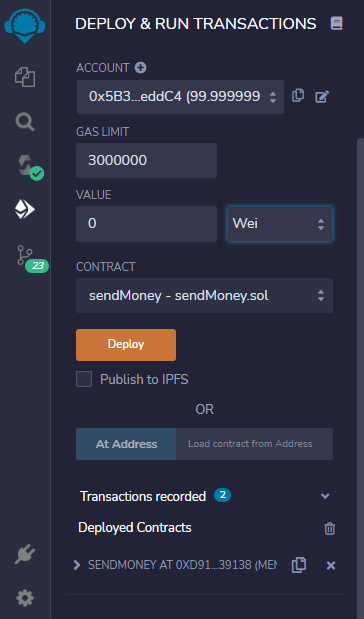 DEPLOY & RUN TRANSACTIONS
ACCOUNT
0x5B3...eddC4 (99.999999
GAS LIMIT
3000000
VALUE
0
Wei
CONTRACT
sendMoney - sendMoney.sol
23
Deploy
Publish to IPFS
OR
At Address
Load contract from Address
Transactions recorded 2
Deployed Contracts
SENDMONEY AT 0XD91...39138 (MEM